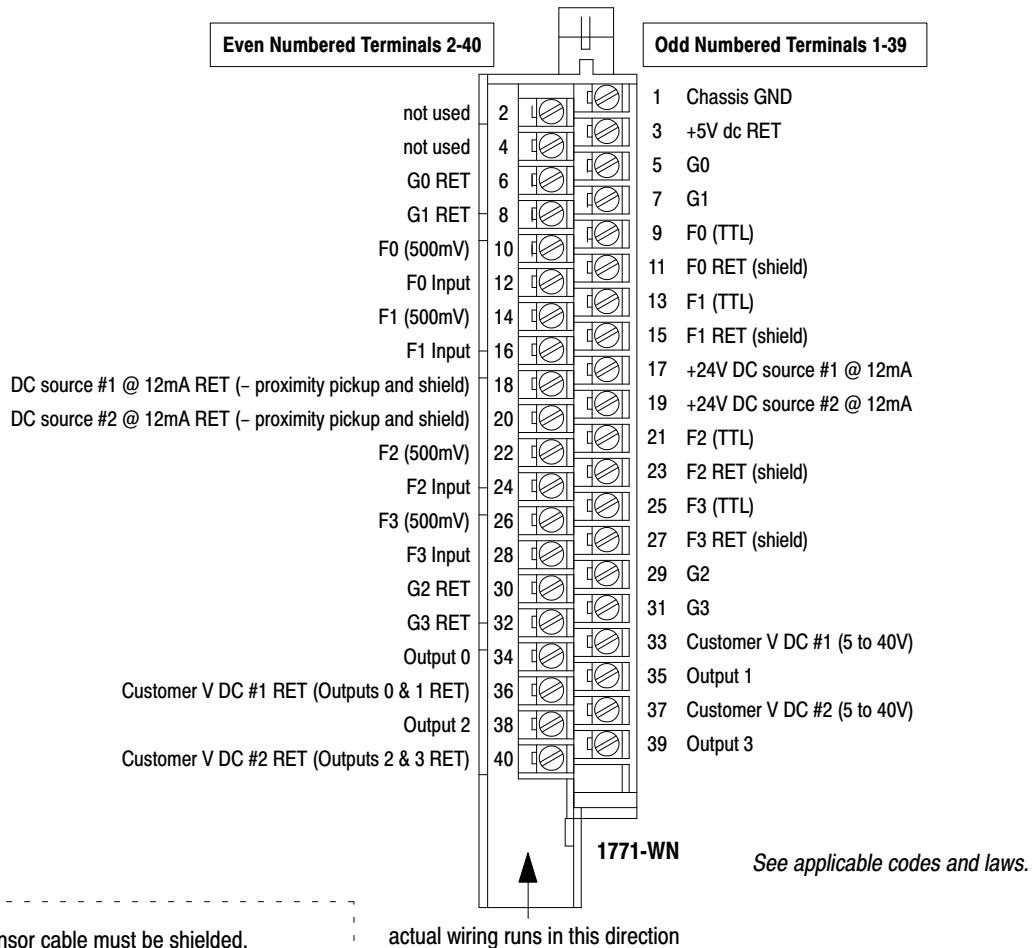 Even Numbered Terminals 2-40
Odd Numbered Terminals 1-39
not used 2
not used 4
G0 RET 6
G1 RET 8
F0 (500mV) 10
F0 Input 12
F1 (500mV) 14
F1 Input 16
DC source #1 @ 12mA RET (– proximity pickup and shield) 18
DC source #2 @ 12mA RET (– proximity pickup and shield) 20
F2 (500mV) 22
F2 Input 24
F3 (500mV) 26
F3 Input 28
G2 RET 30
G3 RET 32
Output 0 34
Customer V DC #1 RET (Outputs 0 & 1 RET) 36
Output 2 38
Customer V DC #2 RET (Outputs 2 & 3 RET) 40
1 Chassis GND
3 +5V dc RET
5 G0
7 G1
9 F0 (TTL)
11 F0 RET (shield)
13 F1 (TTL)
15 F1 RET (shield)
17 +24V DC source #1 @ 12mA
19 +24V DC source #2 @ 12mA
21 F2 (TTL)
23 F2 RET (shield)
25 F3 (TTL)
27 F3 RET (shield)
29 G2
31 G3
33 Customer V DC #1 (5 to 40V)
35 Output 1
37 Customer V DC #2 (5 to 40V)
39 Output 3
1771-WN
See applicable codes and laws.
cable must be shielded.
actual wiring runs in this direction